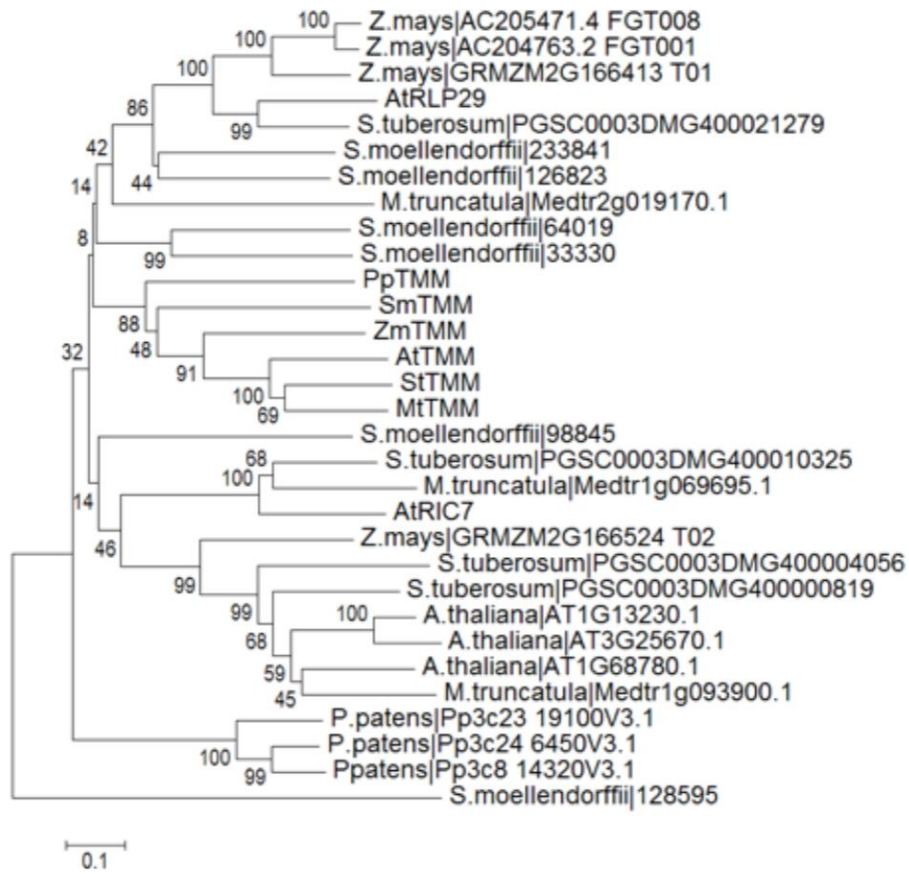 100
Z.mays|AC205471.4 FGT008
100
Z.mays|AC204763.2 FGT001
100
Z.mays|GRMZM2G166413 T01
86
AtRLP29
99
S.tuberosum|PGSC0003DMG400021279
42
S.moellendorffii|233841
44
S.moellendorffii|126823
14
M.truncatula|Medtr2g019170.1
8
S.moellendorffii|64019
99
S.moellendorffii|33330
PpTMM
88
SmTMM
48
ZmTMM
32
91
AtTMM
100
StTMM
69
MtTMM
S.moellendorffii|98845
68
S.tuberosum|PGSC0003DMG400010325
100
M.truncatula|Medtr1g069695.1
14
AtRIC7
46
Z.mays|GRMZM2G166524 T02
99
S.tuberosum|PGSC0003DMG400004056
99
S.tuberosum|PGSC0003DMG400000819
100
A.thaliana|AT1G13230.1
68
A.thaliana|AT3G25670.1
59
A.thaliana|AT1G68780.1
45
M.truncatula|Medtr1g093900.1
P.patens|Pp3c23 19100V3.1
100
P.patens|Pp3c24 6450V3.1
99
Ppatens|Pp3c8 14320V3.1
S.moellendorffii|128595
0.1